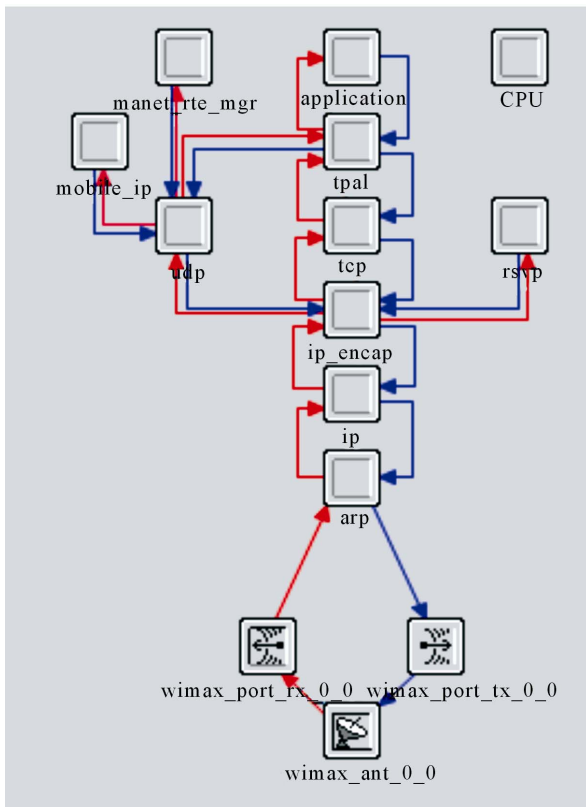 manet_rte_mgr
application
CPU
mobile_ip
tpal
udp
tcp
rsvp
ip_encap
ip
arp
wimax_port_rx_0_0
wimax_port_tx_0_0
wimax_ant_0_0